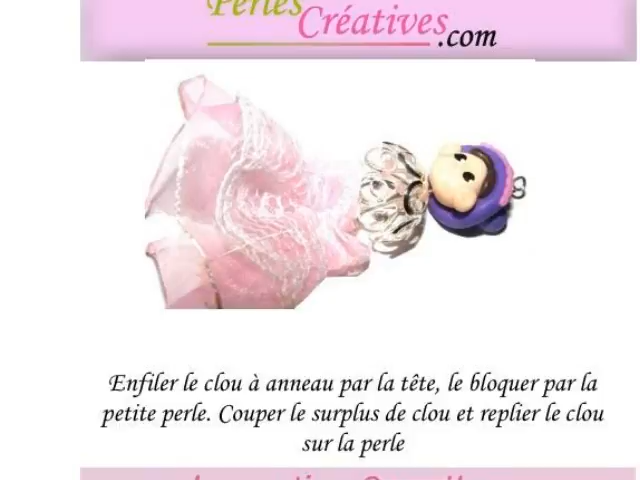 Perles
Créatives
.com
Enfiler le clou à anneau par la tête, le bloquer par la
petite perle. Couper le surplus de clou et replier le clou
sur la perle